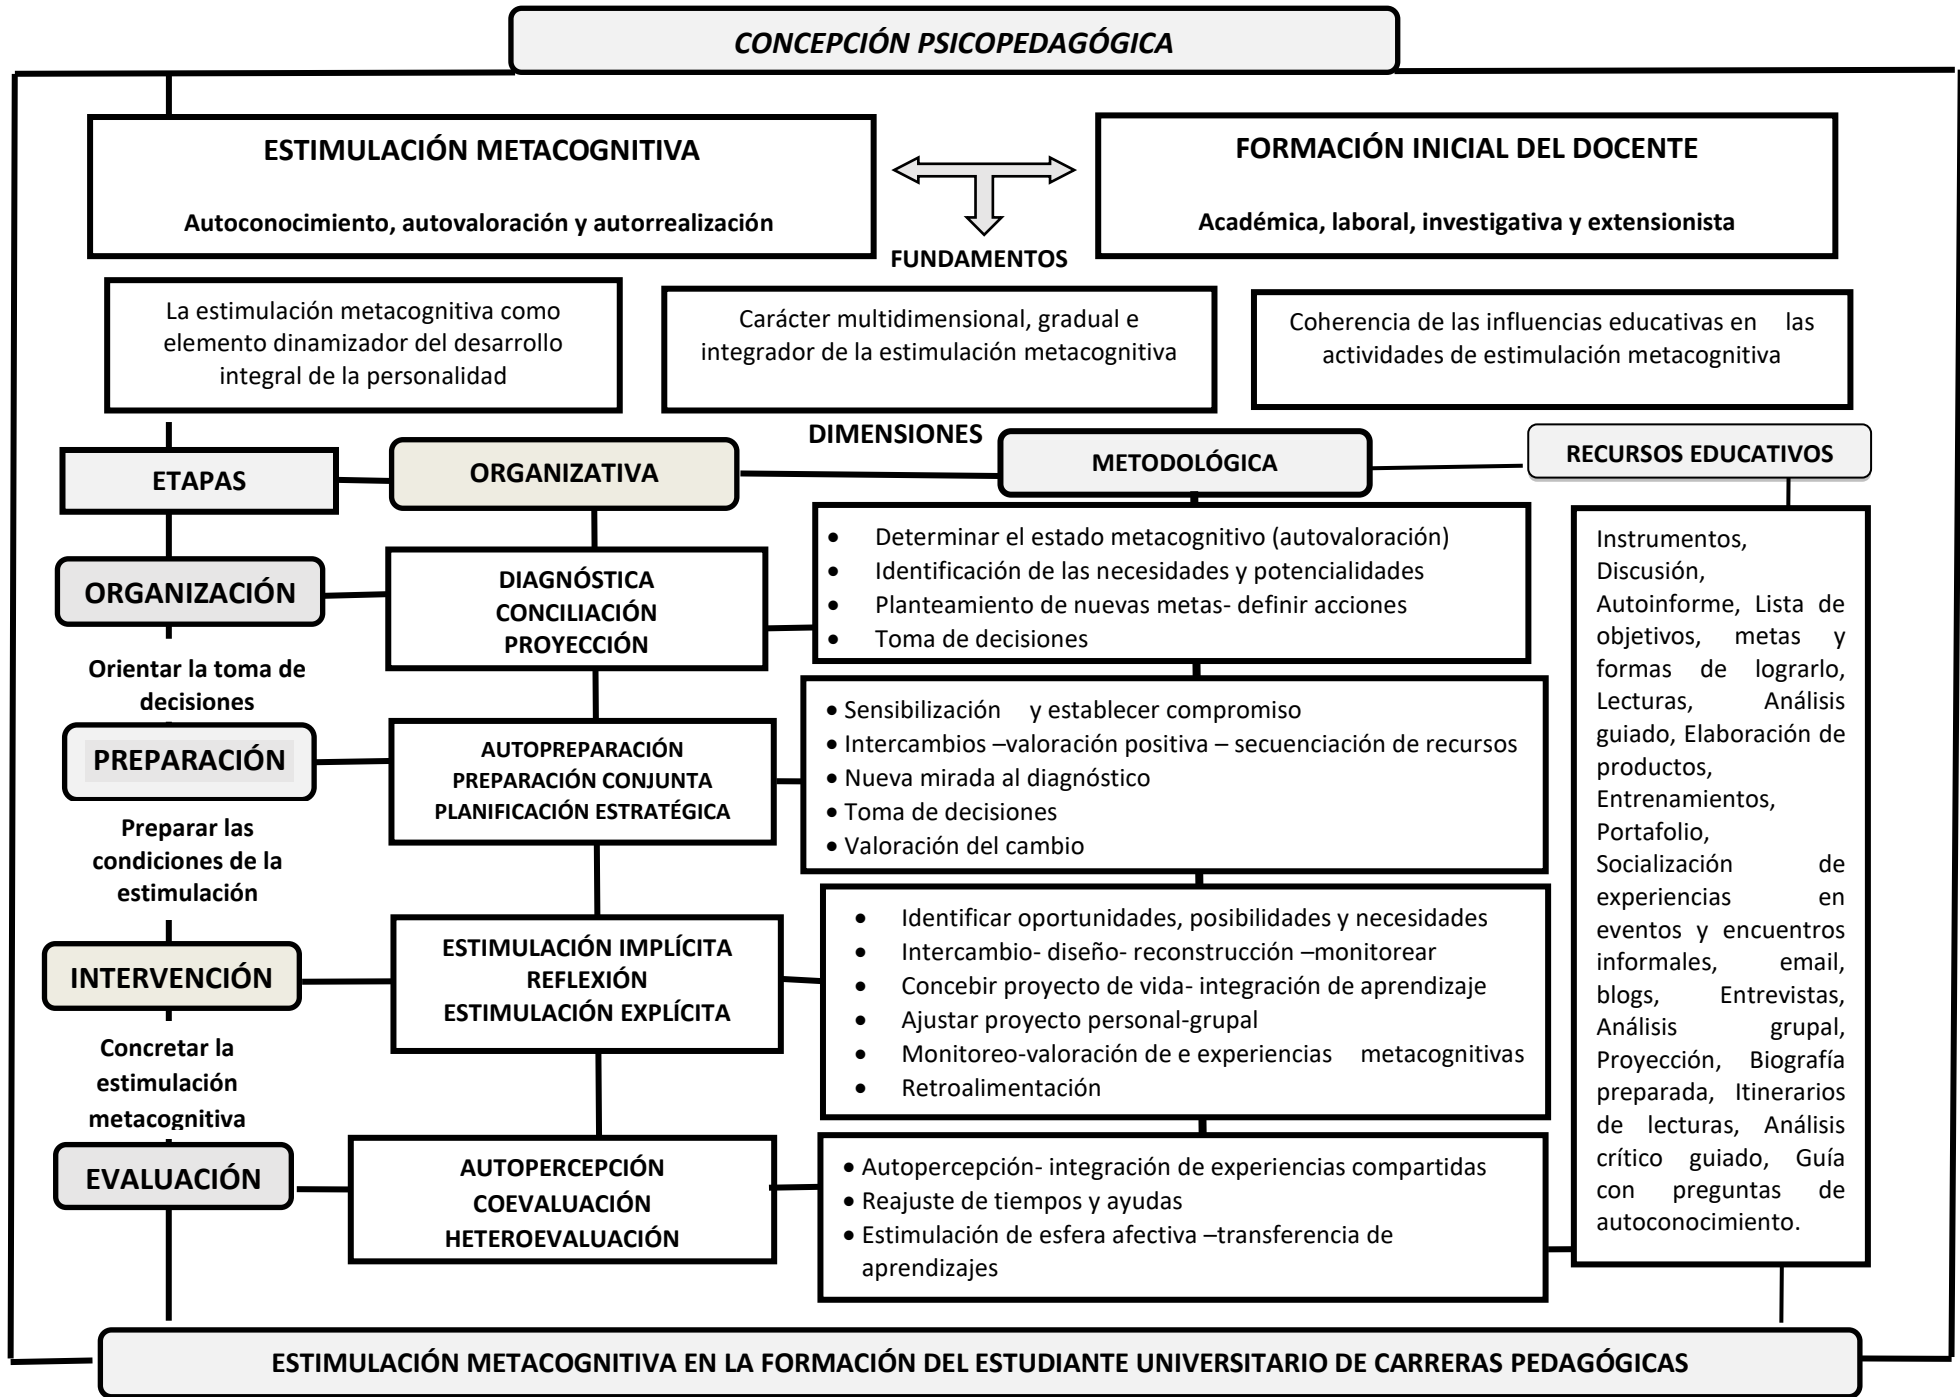 CONCEPCIÓN PSICOPEDAGÓGICA
ESTIMULACIÓN METACOGNITIVA
Autoconocimiento, autovaloración y autorrealización
FORMACIÓN INICIAL DEL DOCENTE
Académica, laboral, investigativa y extensionista
FUNDAMENTOS
La estimulación metacognitiva como
elemento dinamizador del desarrollo
integral de la personalidad
Carácter multidimensional, gradual e
integrador de la estimulación metacognitiva
Coherencia de las influencias educativas en las
actividades de estimulación metacognitiva
DIMENSIONES
ETAPAS
ORGANIZATIVA
METODOLÓGICA
RECURSOS EDUCATIVOS
ORGANIZACIÓN
DIAGNÓSTICA
CONCILIACIÓN
PROYECCIÓN
• Determinar el estado metacognitivo (autovaloración)
• Identificación de las necesidades y potencialidades
• Planteamiento de nuevas metas- definir acciones
• Toma de decisiones
Orientar la toma de
decisiones
PREPARACIÓN
AUTOPREPARACIÓN
PREPARACIÓN CONJUNTA
PLANIFICACIÓN ESTRATÉGICA
• Sensibilización y establecer compromiso
• Intercambios –valoración positiva – secuenciación de recursos
• Nueva mirada al diagnóstico
• Toma de decisiones
• Valoración del cambio
Preparar las
condiciones de la
estimulación
INTERVENCIÓN
ESTIMULACIÓN IMPLÍCITA
REFLEXIÓN
ESTIMULACIÓN EXPLÍCITA
• Identificar oportunidades, posibilidades y necesidades
• Intercambio- diseño- reconstrucción –monitorear
• Concebir proyecto de vida- integración de aprendizaje
• Ajustar proyecto personal-grupal
• Monitoreo-valoración de e experiencias metacognitivas
• Retroalimentación
Concretar la
estimulación
metacognitiva
EVALUACIÓN
AUTOPERCEPCIÓN
COEVALUACIÓN
HETEROEVALUACIÓN
• Autopercepción- integración de experiencias compartidas
• Reajuste de tiempos y ayudas
• Estimulación de esfera afectiva –transferencia de
aprendizajes
Instrumentos,
Discusión,
Autoinforme, Lista de
objetivos, metas y
formas de lograrlo,
Lecturas, Análisis
guiado, Elaboración de
productos,
Entrenamientos,
Portafolio,
Socialización de
experiencias en
eventos y encuentros
informales, email,
blogs, Entrevistas,
Análisis grupal,
Proyección, Biografía
preparada, Itinerarios
de lecturas, Análisis
crítico guiado, Guía
con preguntas de
autoconocimiento.
ESTIMULACIÓN METACOGNITIVA EN LA FORMACIÓN DEL ESTUDIANTE UNIVERSITARIO DE CARRERAS PEDAGÓGICAS